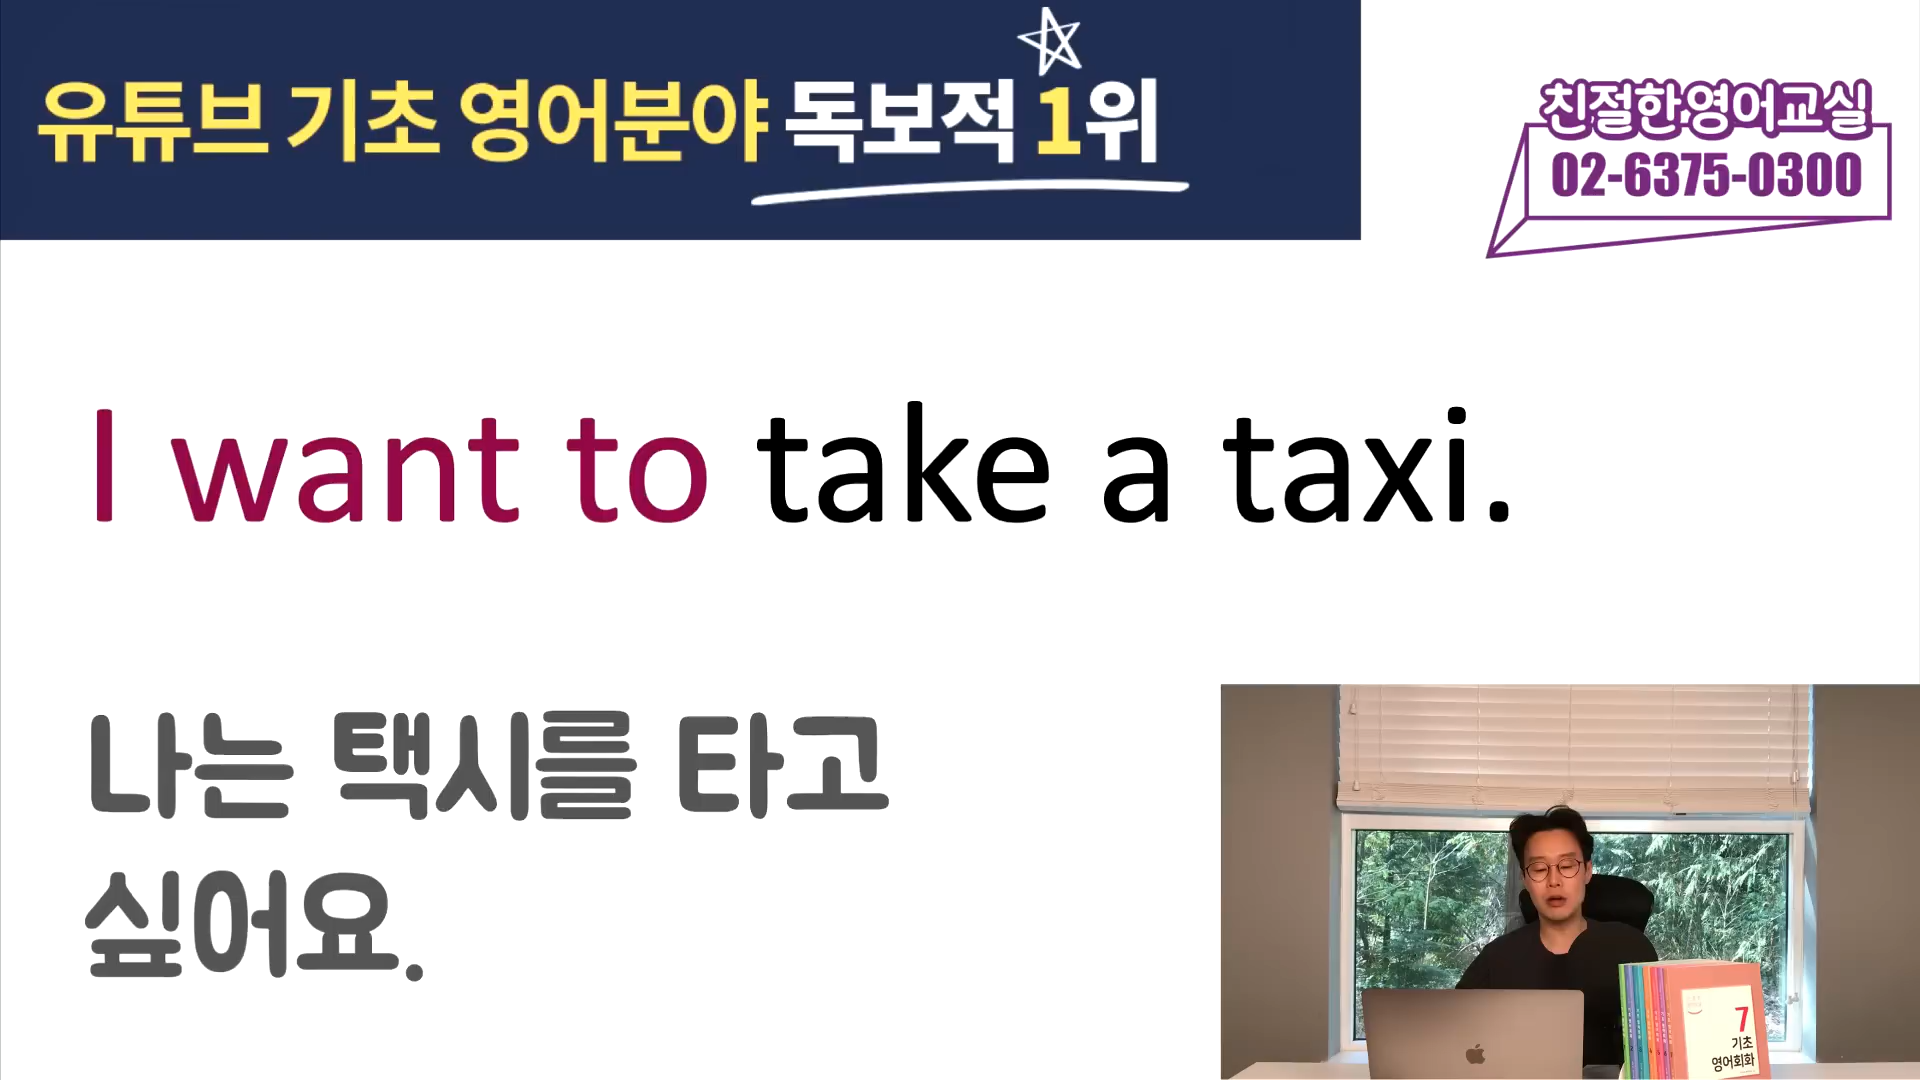 유튜브 기초 영어분야 독보적 1위
친절한영어교실
02-6375-0300
I want to take a taxi.
나는 택시를 타고
싶어요.
7
기초
영어회화